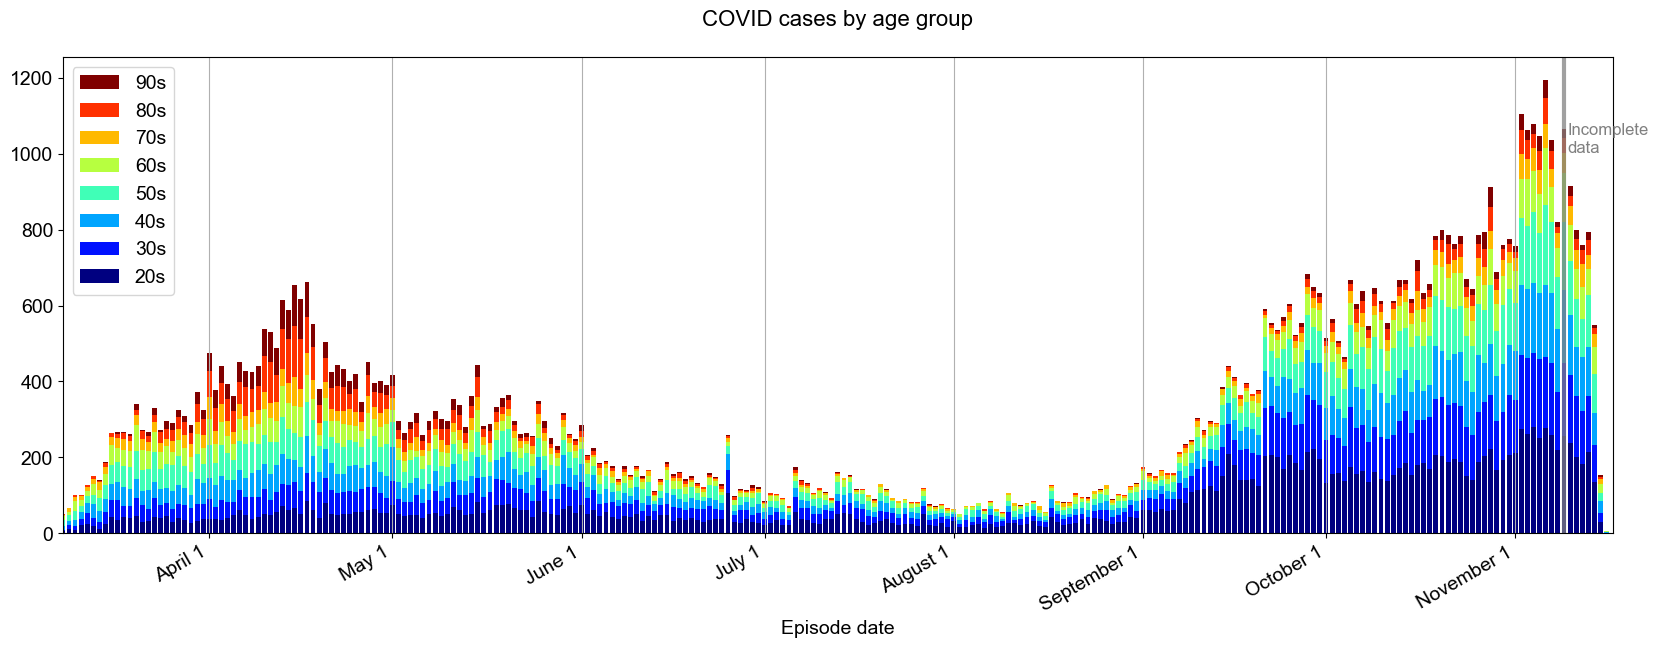 COVID cases by age group
1200
1000
800
600
400
200
0
90s
80s
70s
60s
50s
40s
30s
20s
Incomplete
data
April 1
May 1
June 1
July 1
August 1
September 1
October 1
November 1
Episode date